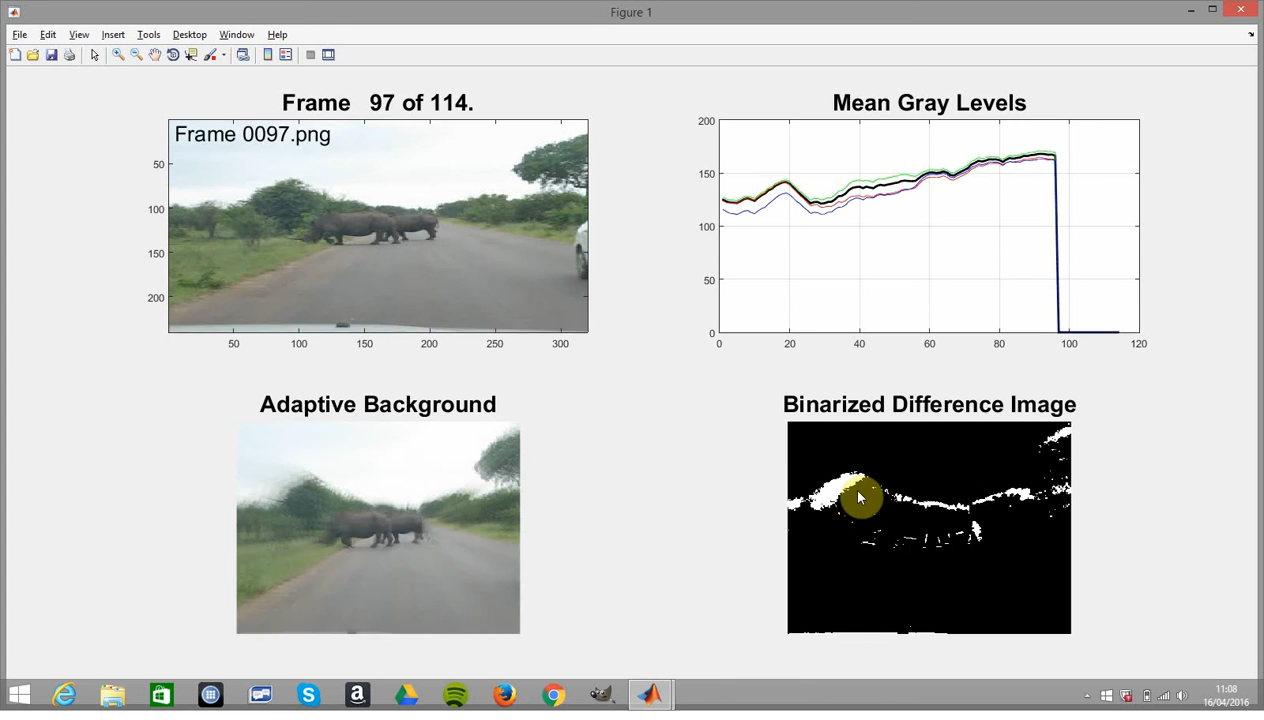 Figure 1
File Edit View Insert Tools Desktop Window Help
Frame 97 of 114.
Frame 0097.png
50
100
150
200
50 100 150 200 250 300
Mean Gray Levels
200
150
100
50
0
0 20 40 60 80 100 120
Adaptive Background
Binarized Difference Image
11:08
16/04/2016